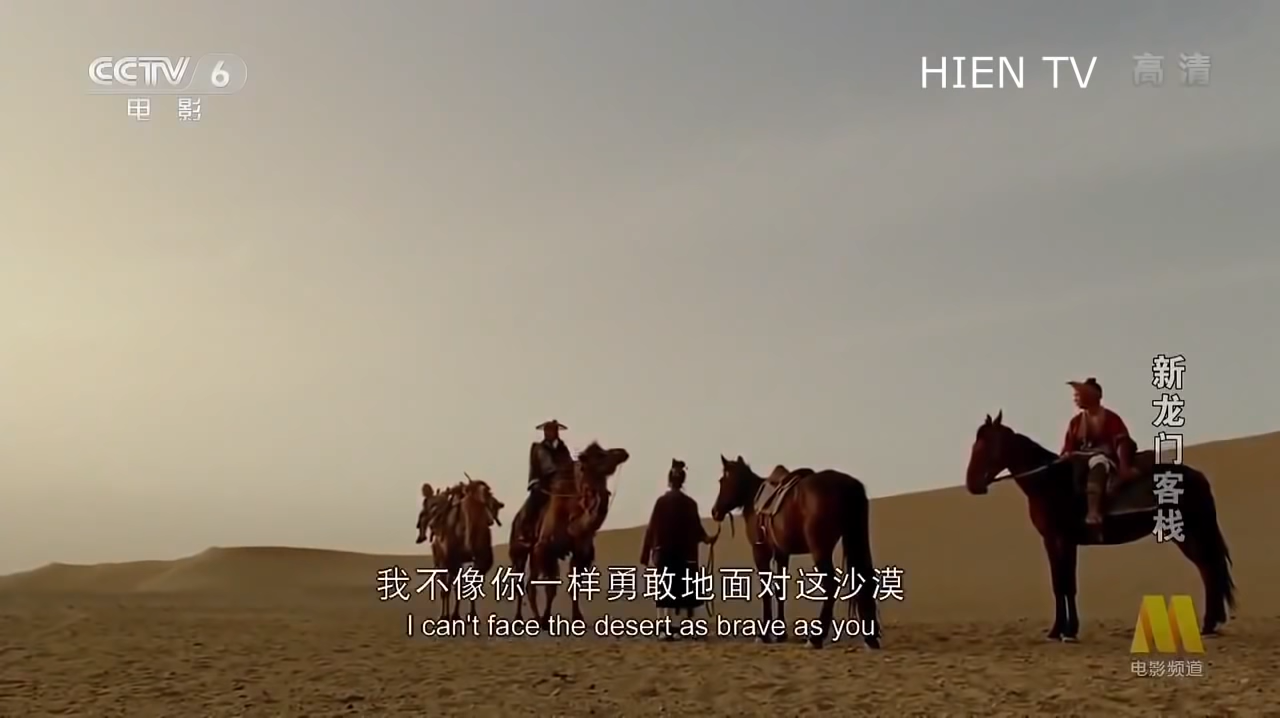 CCTV 6
电影
HIEN TV
高清
新龙门客栈
我不像你一样勇敢地面对这沙漠
I can't face the desert as brave as you
电影频道